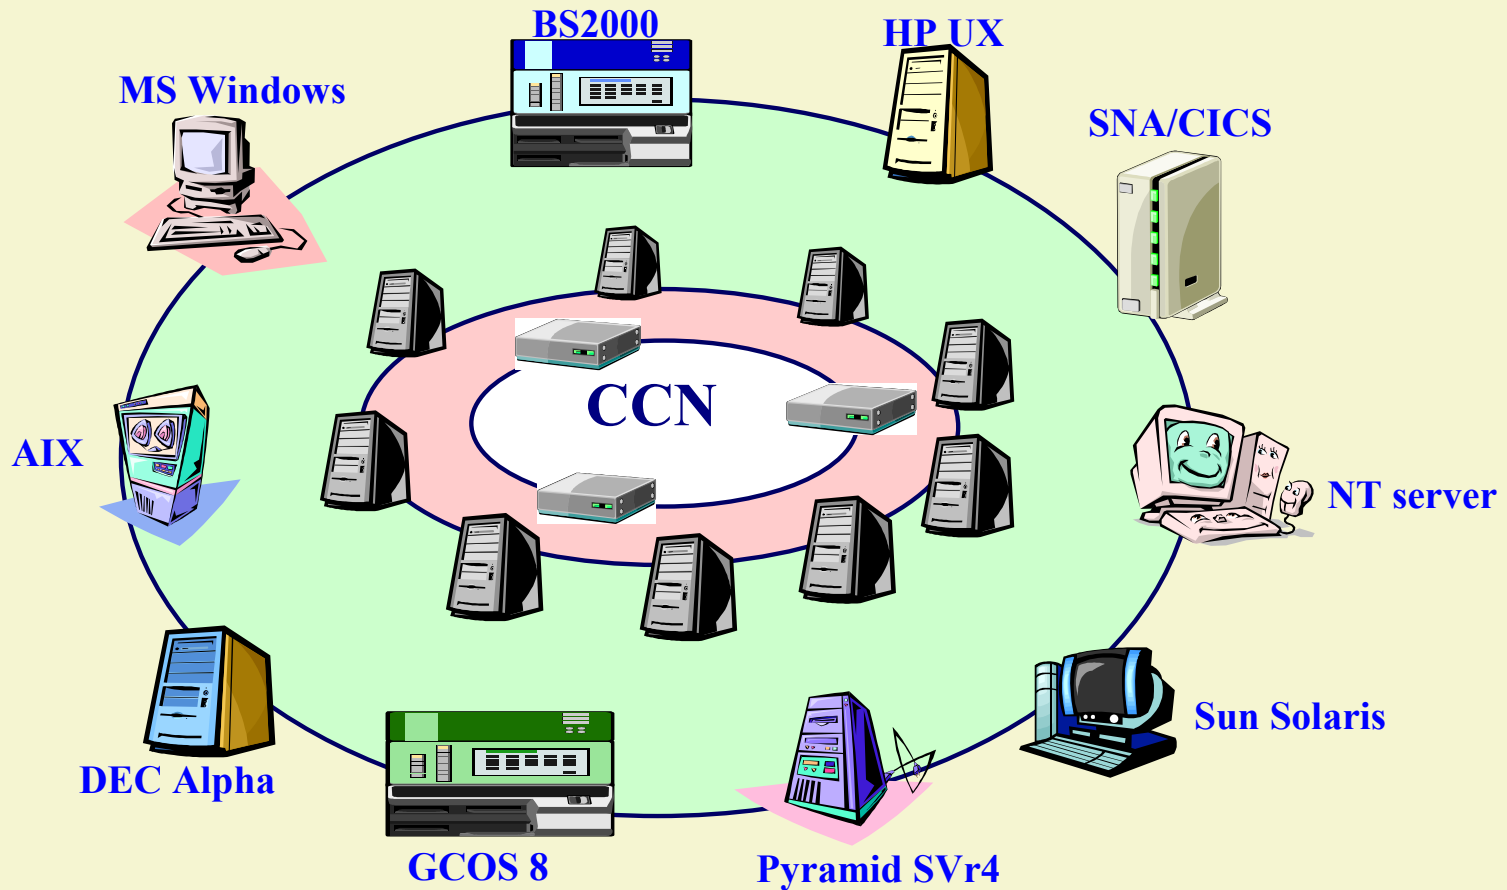 BS2000
HP UX
MS Windows
SNA/CICS
CCN
AIX
NT server
Sun Solaris
DEC Alpha
GCOS 8
Pyramid SVr4